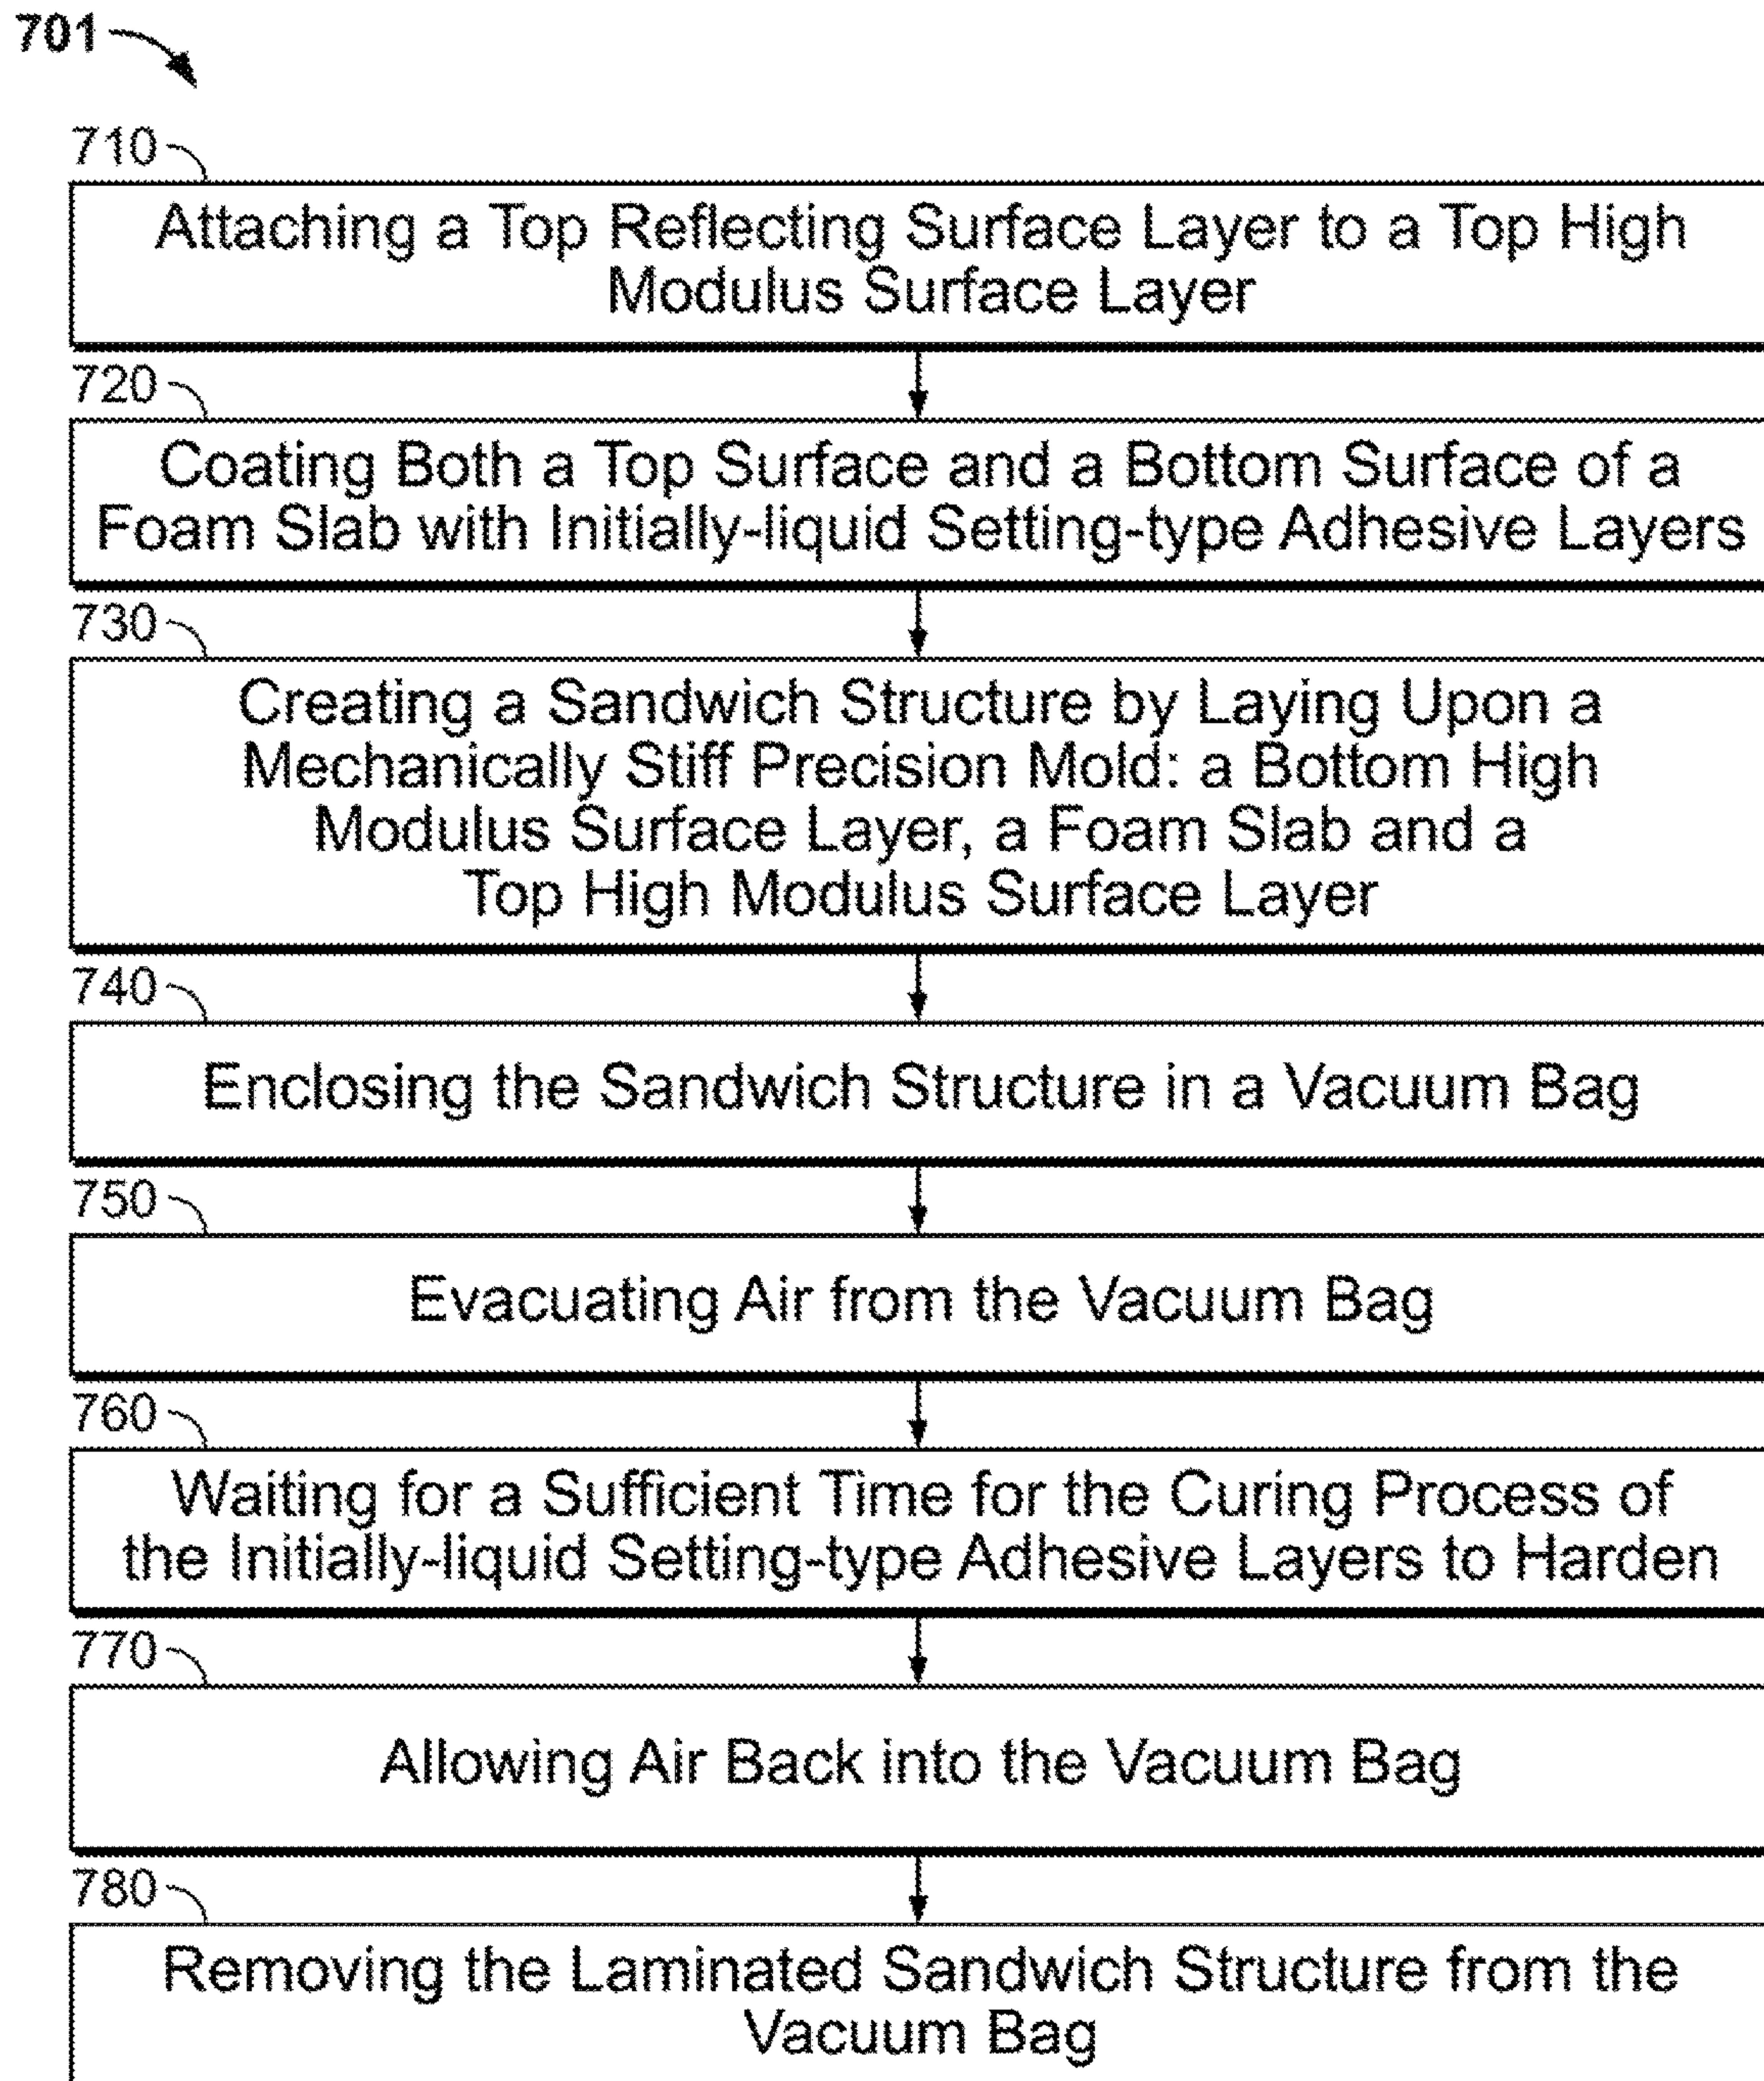 701
710
Attaching a Top Reflecting Surface Layer to a Top High
Modulus Surface Layer
720
Coating Both a Top Surface and a Bottom Surface of a
Foam Slab with Initially-liquid Setting-type Adhesive Layers
730
Creating a Sandwich Structure by Laying Upon a
Mechanically Stiff Precision Mold: a Bottom High
Modulus Surface Layer, a Foam Slab and a
Top High Modulus Surface Layer
740
Enclosing the Sandwich Structure in a Vacuum Bag
750
Evacuating Air from the Vacuum Bag
760
Waiting for a Sufficient Time for the Curing Process of
the Initially-liquid Setting-type Adhesive Layers to Harden
770
Allowing Air Back into the Vacuum Bag
780
Removing the Laminated Sandwich Structure from the
Vacuum Bag